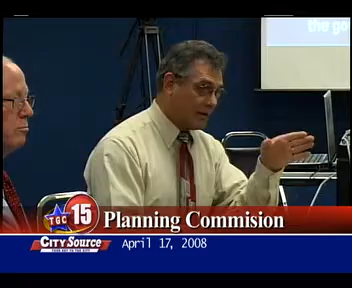 the go
TGC
15
Planning Commision
CITY SOURCE
April 17, 2008